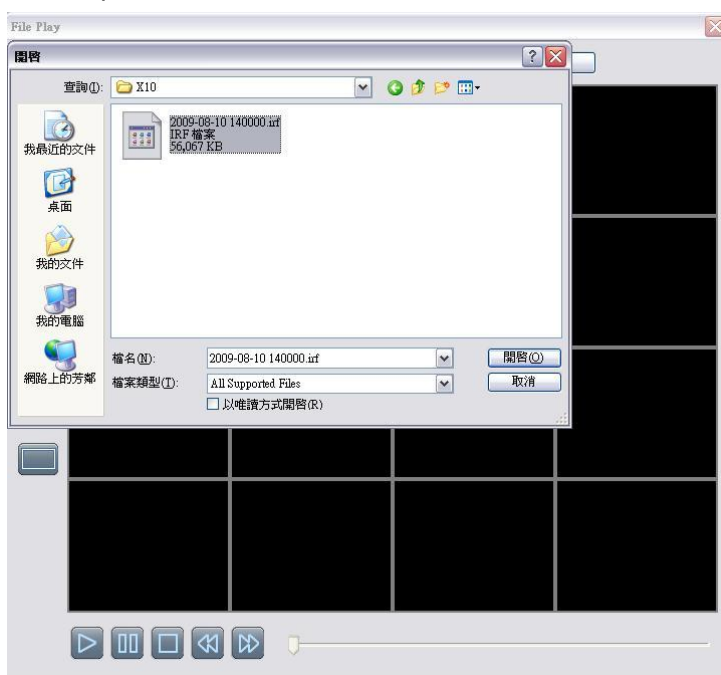 File Play
開啓
查詢(I):
X10
2009-08-10 140000.irf
IRF 檔案
56,067 KB
我最近的文件
桌面
我的文件
我的電腦
網路上的芳鄰
檔名(N):
2009-08-10 140000.irf
開啓(O)
檔案類型(T):
All Supported Files
取消
以唯讀方式開啓(R)